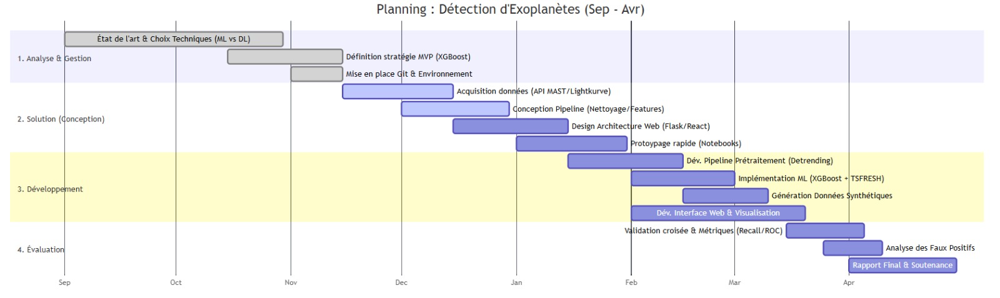 Planning : Détection d'Exoplanètes (Sep - Avr)
État de l'art & Choix Techniques (ML vs DL)
1. Analyse & Gestion
Définition stratégie MVP (XGBoost)
Mise en place Git & Environnement
Acquisition données (API MAST/Lightkurve)
Conception Pipeline (Nettoyage/Features)
2. Solution (Conception)
Design Architecture Web (Flask/React)
Protoypage rapide (Notebooks)
Dév. Pipeline Prétraitement (Detrending)
Implémentation ML (XGBoost + TSFRESH)
3. Développement
Génération Données Synthétiques
Dév. Interface Web & Visualisation
Validation croisée & Métriques (Recall/ROC)
4. Évaluation
Analyse des Faux Positifs
Rapport Final & Soutenance
Sep Oct Nov Dec Jan Feb Mar Apr